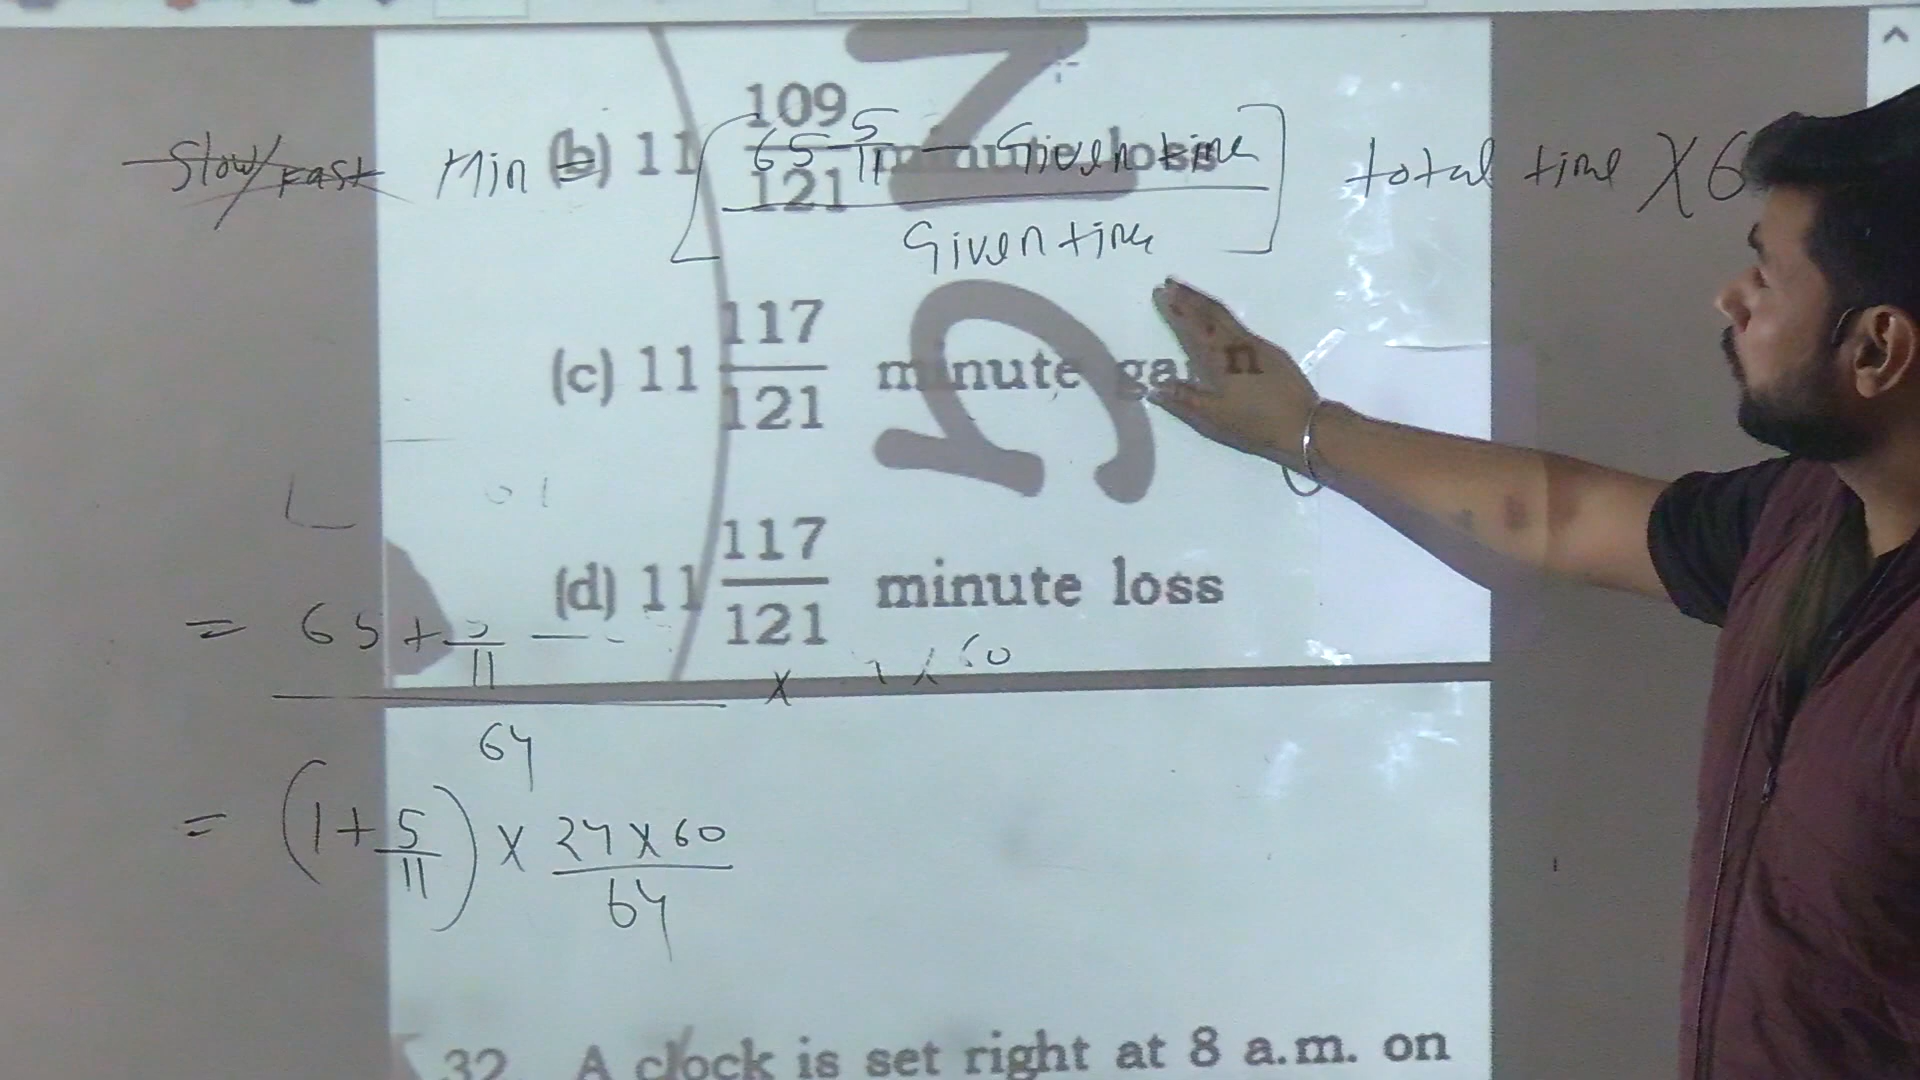 109
(b) 11 121 minute loss
Slow/Fast Min = [65 5/11 - Given time / Given time] total time X 6
(c) 11 117/121 minute gain
(d) 11 117/121 minute loss
= 65 + 5/11 - / 64 x x 60
= (1 + 5/11) x 24 x 60 / 64
32 A clock is set right at 8 a.m. on